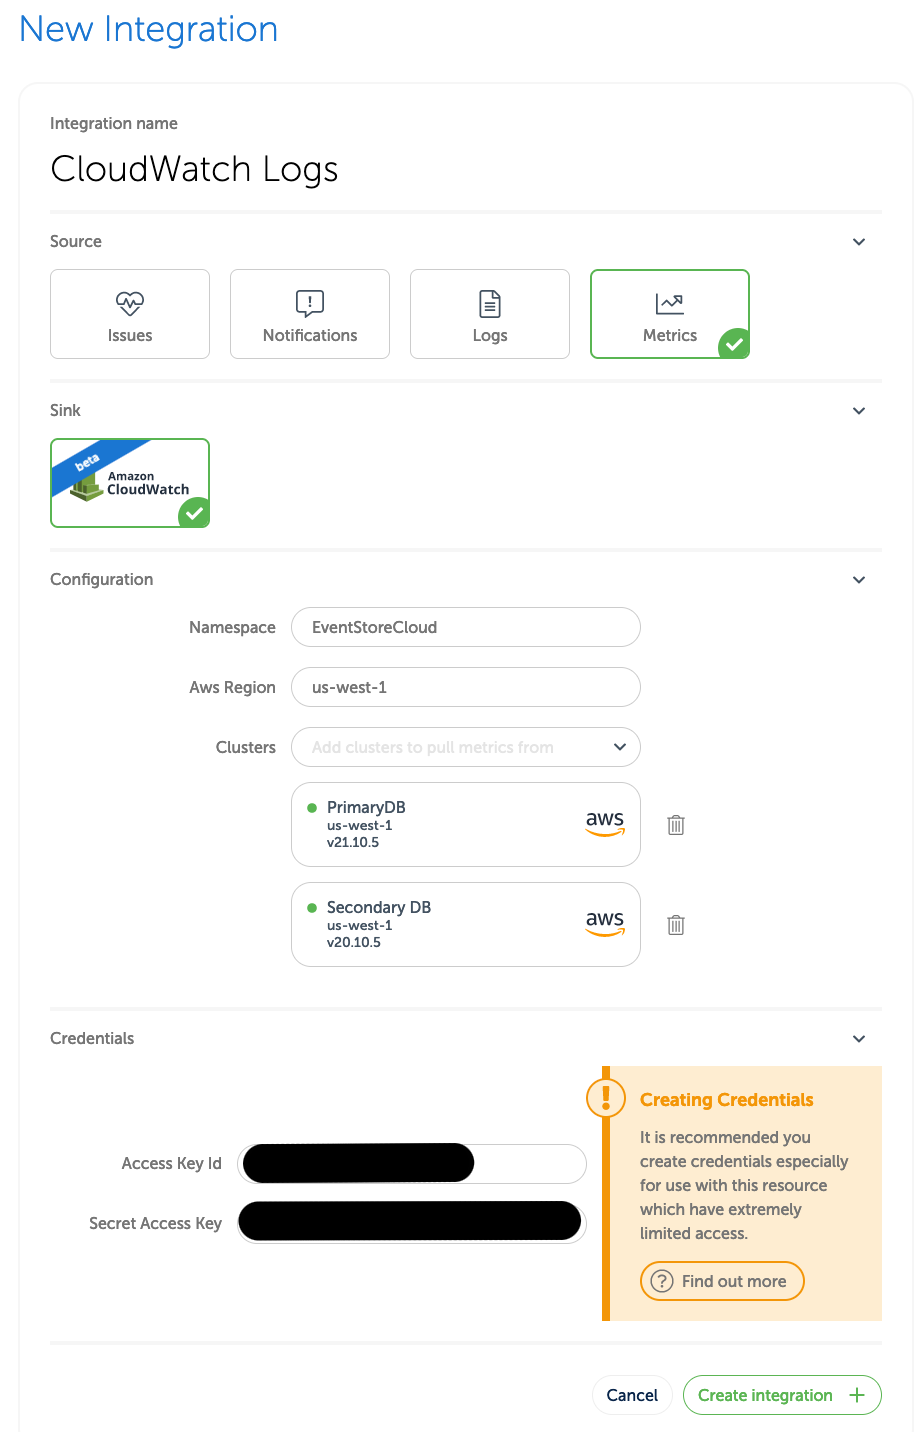 New Integration
Integration name
CloudWatch Logs
Source
Issues
Notifications
Logs
Metrics
Sink
beta
Amazon
CloudWatch
Configuration
Namespace
EventStoreCloud
Aws Region
us-west-1
Clusters
Add clusters to pull metrics from
PrimaryDB
us-west-1
v21.10.5
aws
Secondary DB
us-west-1
v20.10.5
aws
Credentials
Access Key Id
Secret Access Key
!
Creating Credentials
It is recommended you
create credentials especially
for use with this resource
which have extremely
limited access.
? Find out more
Cancel
Create integration +